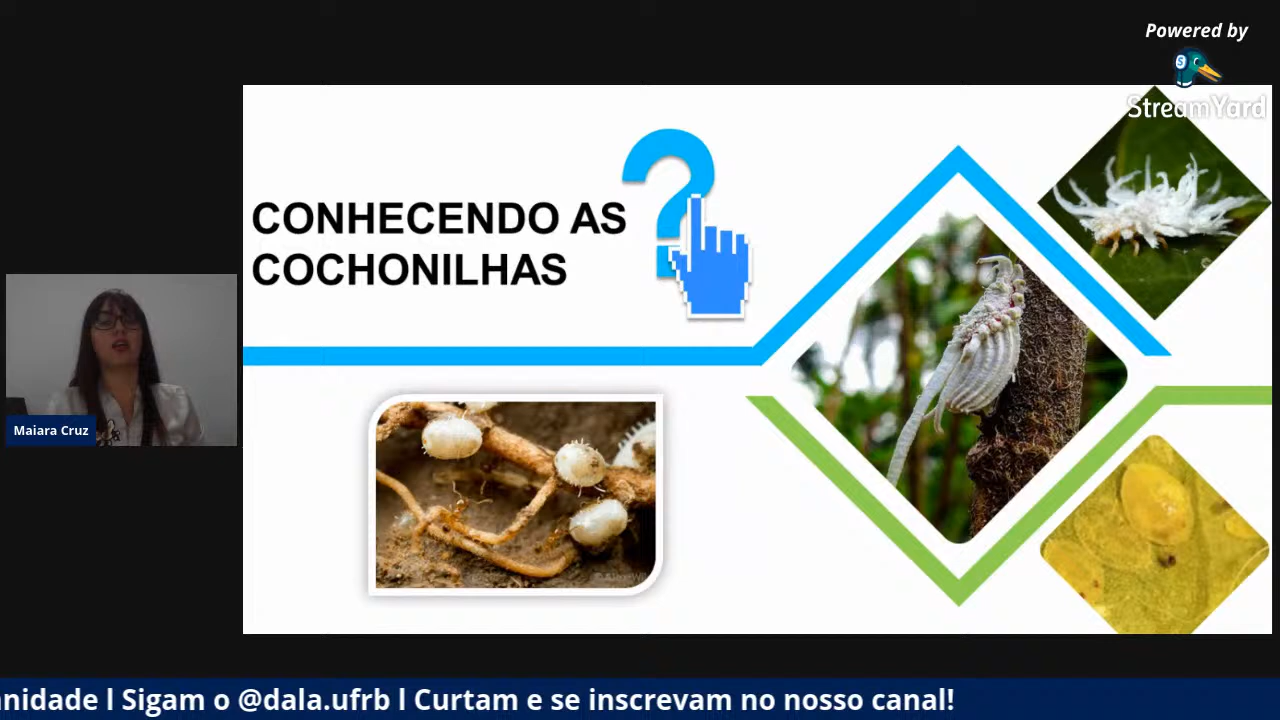 Powered by
StreamYard
CONHECENDO AS
COCHONILHAS
?
Maiara Cruz
nidade l Sigam o @dala.ufrb l Curtam e se inscrevam no nosso canal!